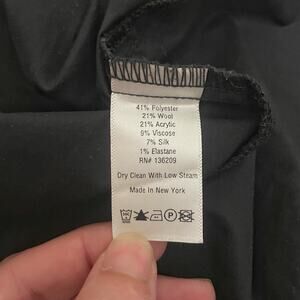 41% Polyester
21% Wool
21% Acrylic
9% Viscose
7% Silk
1% Elastane
RN# 136209
Dry Clean With Low Steam
Made In New York
P